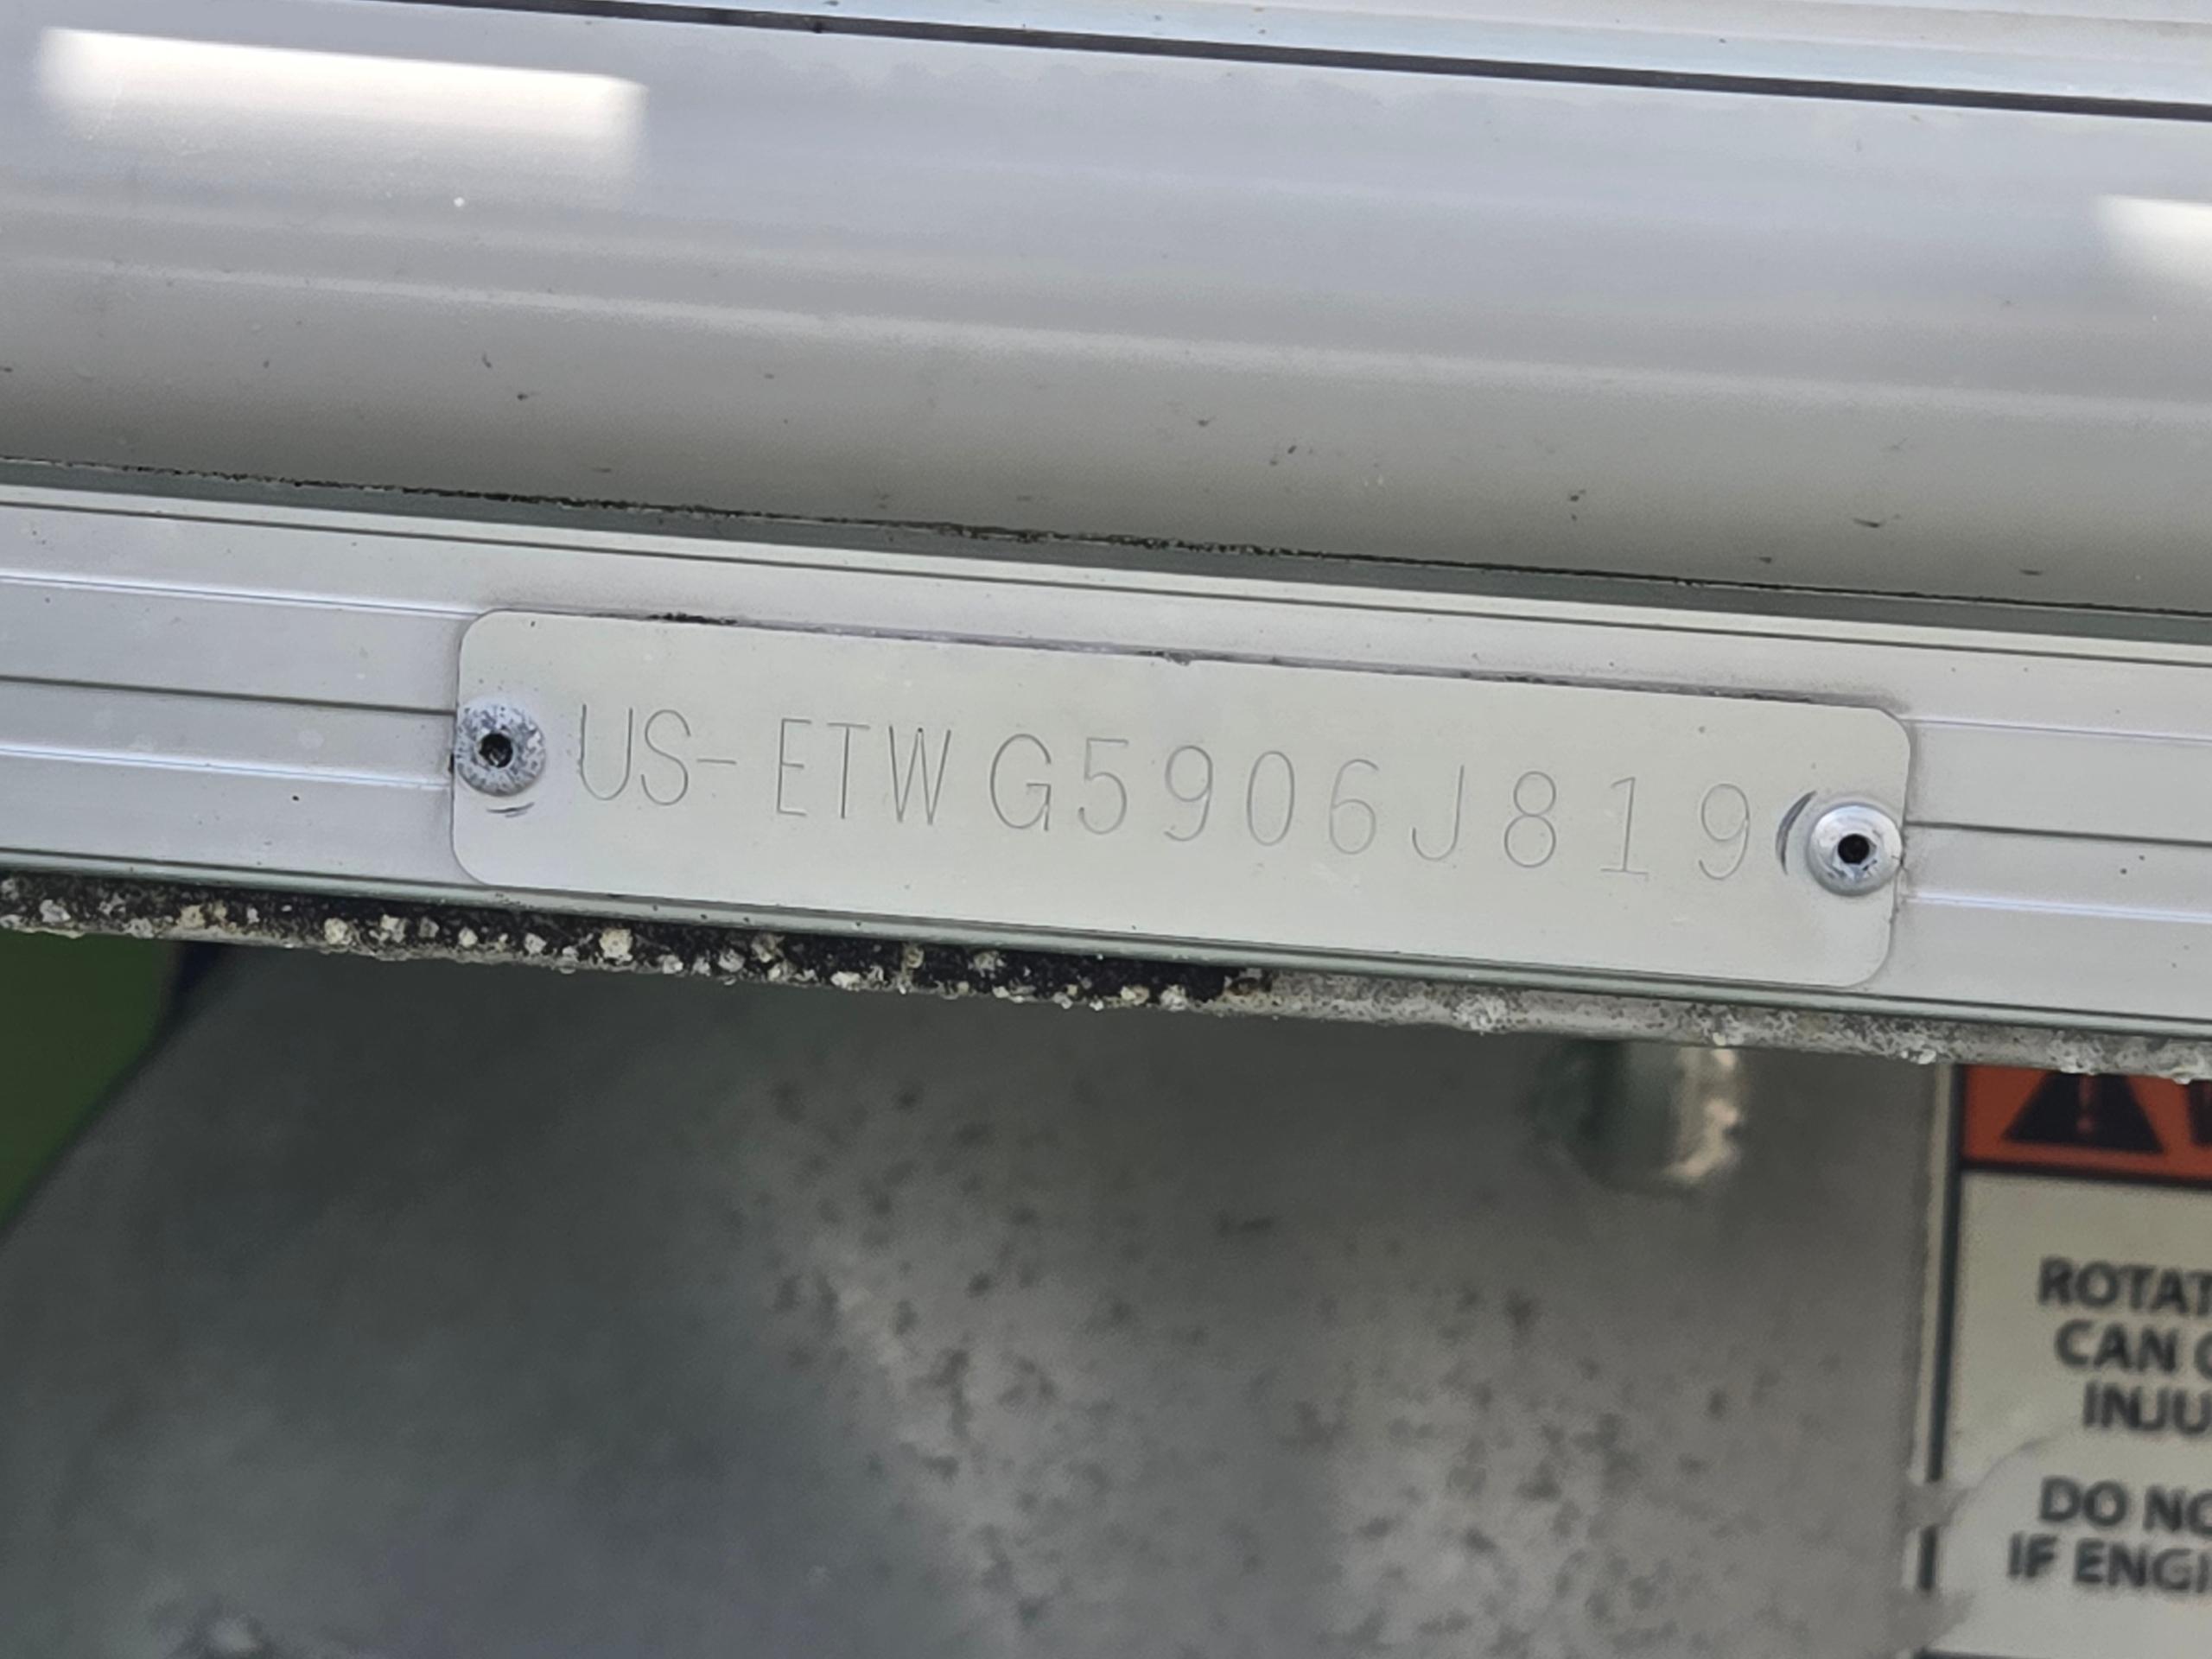 US-ETWG5906J819
ROTAT
CAN
INJU
DO NO
IF ENGI